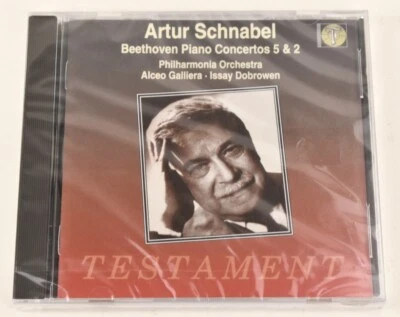 Artur Schnabel
Beethoven Piano Concertos 5 & 2
Philharmonia Orchestra
Alceo Galliera · Issay Dobrowen
TESTAMENT